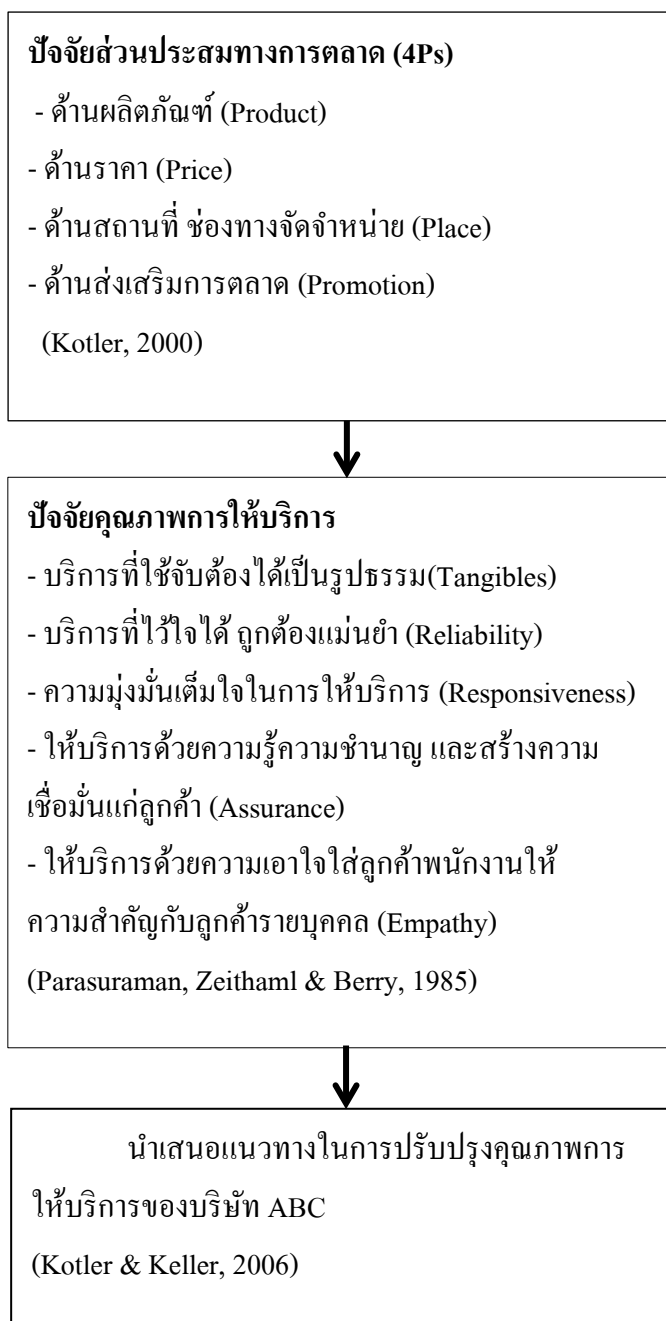 ปัจจัยส่วนประสมทางการตลาด (4Ps)
- ด้านผลิตภัณฑ์ (Product)
- ด้านราคา (Price)
- ด้านสถานที่ ช่องทางจัดจำหน่าย (Place)
- ด้านส่งเสริมการตลาด (Promotion)
(Kotler, 2000)
ปัจจัยคุณภาพการให้บริการ
- บริการที่ใช้จับต้องได้เป็นรูปธรรม(Tangibles)
- บริการที่ไว้ใจได้ ถูกต้องแม่นยำ (Reliability)
- ความมุ่งมั่นเต็มใจในการให้บริการ (Responsiveness)
- ให้บริการด้วยความรู้ความชำนาญ และสร้างความ
เชื่อมั่นแก่ลูกค้า (Assurance)
- ให้บริการด้วยความเอาใจใส่ลูกค้าพนักงานให้
ความสำคัญกับลูกค้ารายบุคคล (Empathy)
(Parasuraman, Zeithaml & Berry, 1985)
นำเสนอแนวทางในการปรับปรุงคุณภาพการ
ให้บริการของบริษัท ABC
(Kotler & Keller, 2006)